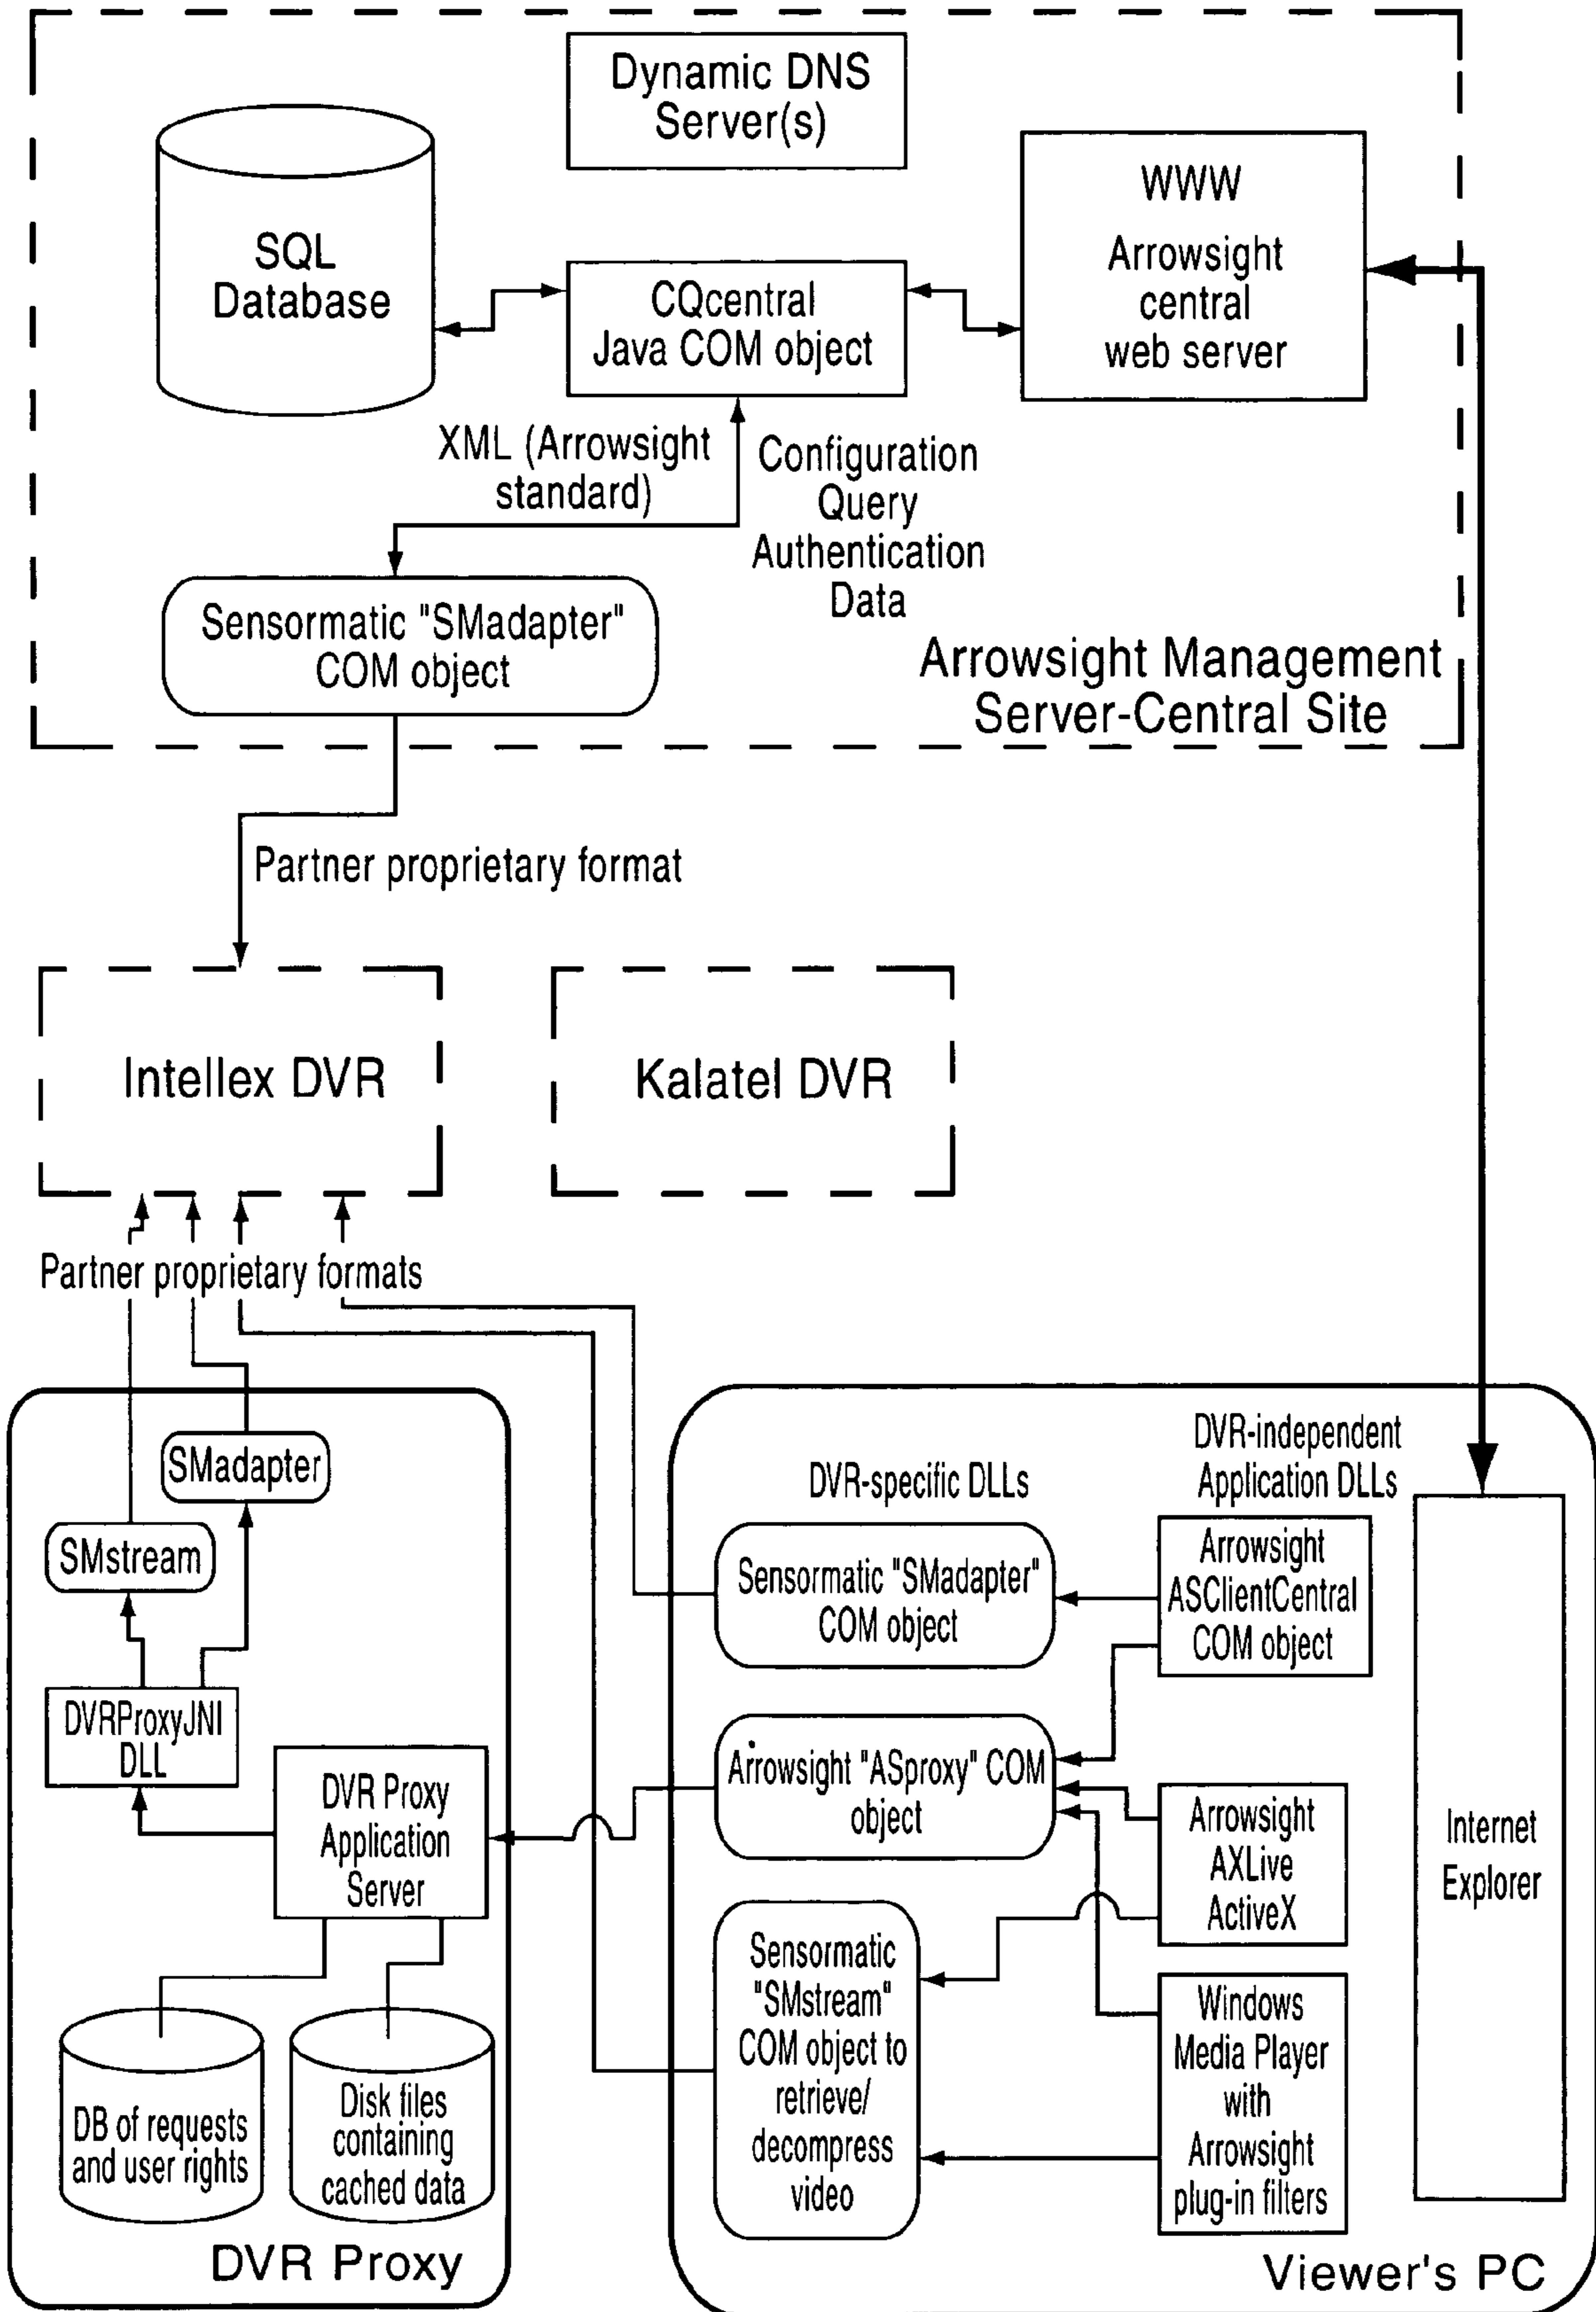 Dynamic DNS
Server(s)
SQL
Database
CQcentral
Java COM object
WWW
Arrowsight
central
web server
XML (Arrowsight
standard)
Configuration
Query
Authentication
Data
Sensormatic "SMadapter"
COM object
Arrowsight Management
Server-Central Site
Partner proprietary format
Intellex DVR
Kalatel DVR
Partner proprietary formats
SMadapter
SMstream
DVRProxyJNI
DLL
DVR Proxy
Application
Server
DB of requests
and user rights
Disk files
containing
cached data
DVR Proxy
DVR-specific DLLs
DVR-independent
Application DLLs
Sensormatic "SMadapter"
COM object
Arrowsight
ASClientCentral
COM object
Arrowsight "ASproxy" COM
object
Arrowsight
AXLive
ActiveX
Sensormatic
"SMstream"
COM object to
retrieve/
decompress
video
Windows
Media Player
with
Arrowsight
plug-in filters
Internet
Explorer
Viewer's PC